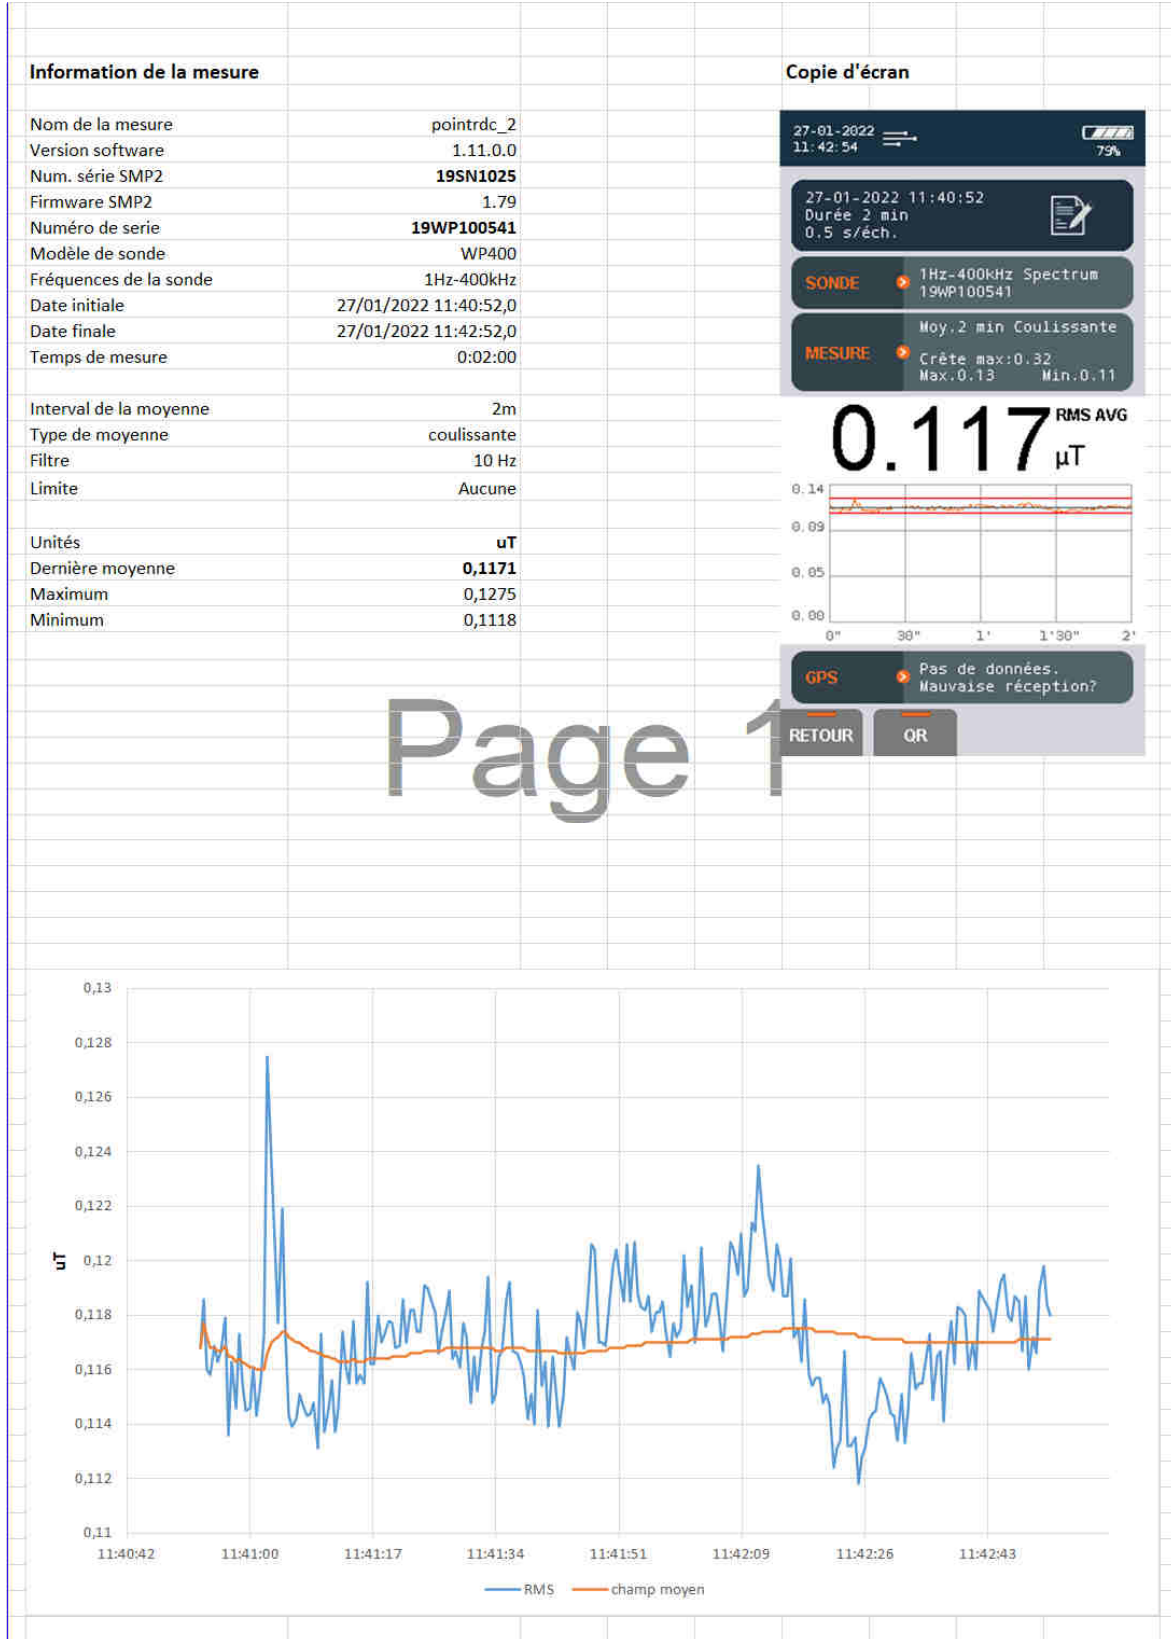 Information de la mesure
Nom de la mesure pointrdc_2
Version software 1.11.0.0
Num. série SMP2 19SN1025
Firmware SMP2 1.79
Numéro de serie 19WP100541
Modèle de sonde WP400
Fréquences de la sonde 1Hz-400kHz
Date initiale 27/01/2022 11:40:52,0
Date finale 27/01/2022 11:42:52,0
Temps de mesure 0:02:00
Interval de la moyenne 2m
Type de moyenne coulissante
Filtre 10 Hz
Limite Aucune
Unités uT
Dernière moyenne 0,1171
Maximum 0,1275
Minimum 0,1118
Copie d'écran
27-01-2022
11:42:54
79%
27-01-2022 11:40:52
Durée 2 min
0.5 s/éch.
SONDE
1Hz-400kHz Spectrum
19WP100541
MESURE
Moy.2 min Coulissante
Crête max:0.32
Max.0.13 Min.0.11
0.117 RMS AVG
µT
0.14
0.09
0.05
0.00
0" 30" 1' 1'30" 2'
GPS
Pas de données.
Mauvaise réception?
RETOUR QR
Page 1
0,13
0,128
0,126
0,124
0,122
0,12
0,118
0,116
0,114
0,112
0,11
uT
11:40:42 11:41:00 11:41:17 11:41:34 11:41:51 11:42:09 11:42:26 11:42:43
RMS champ moyen